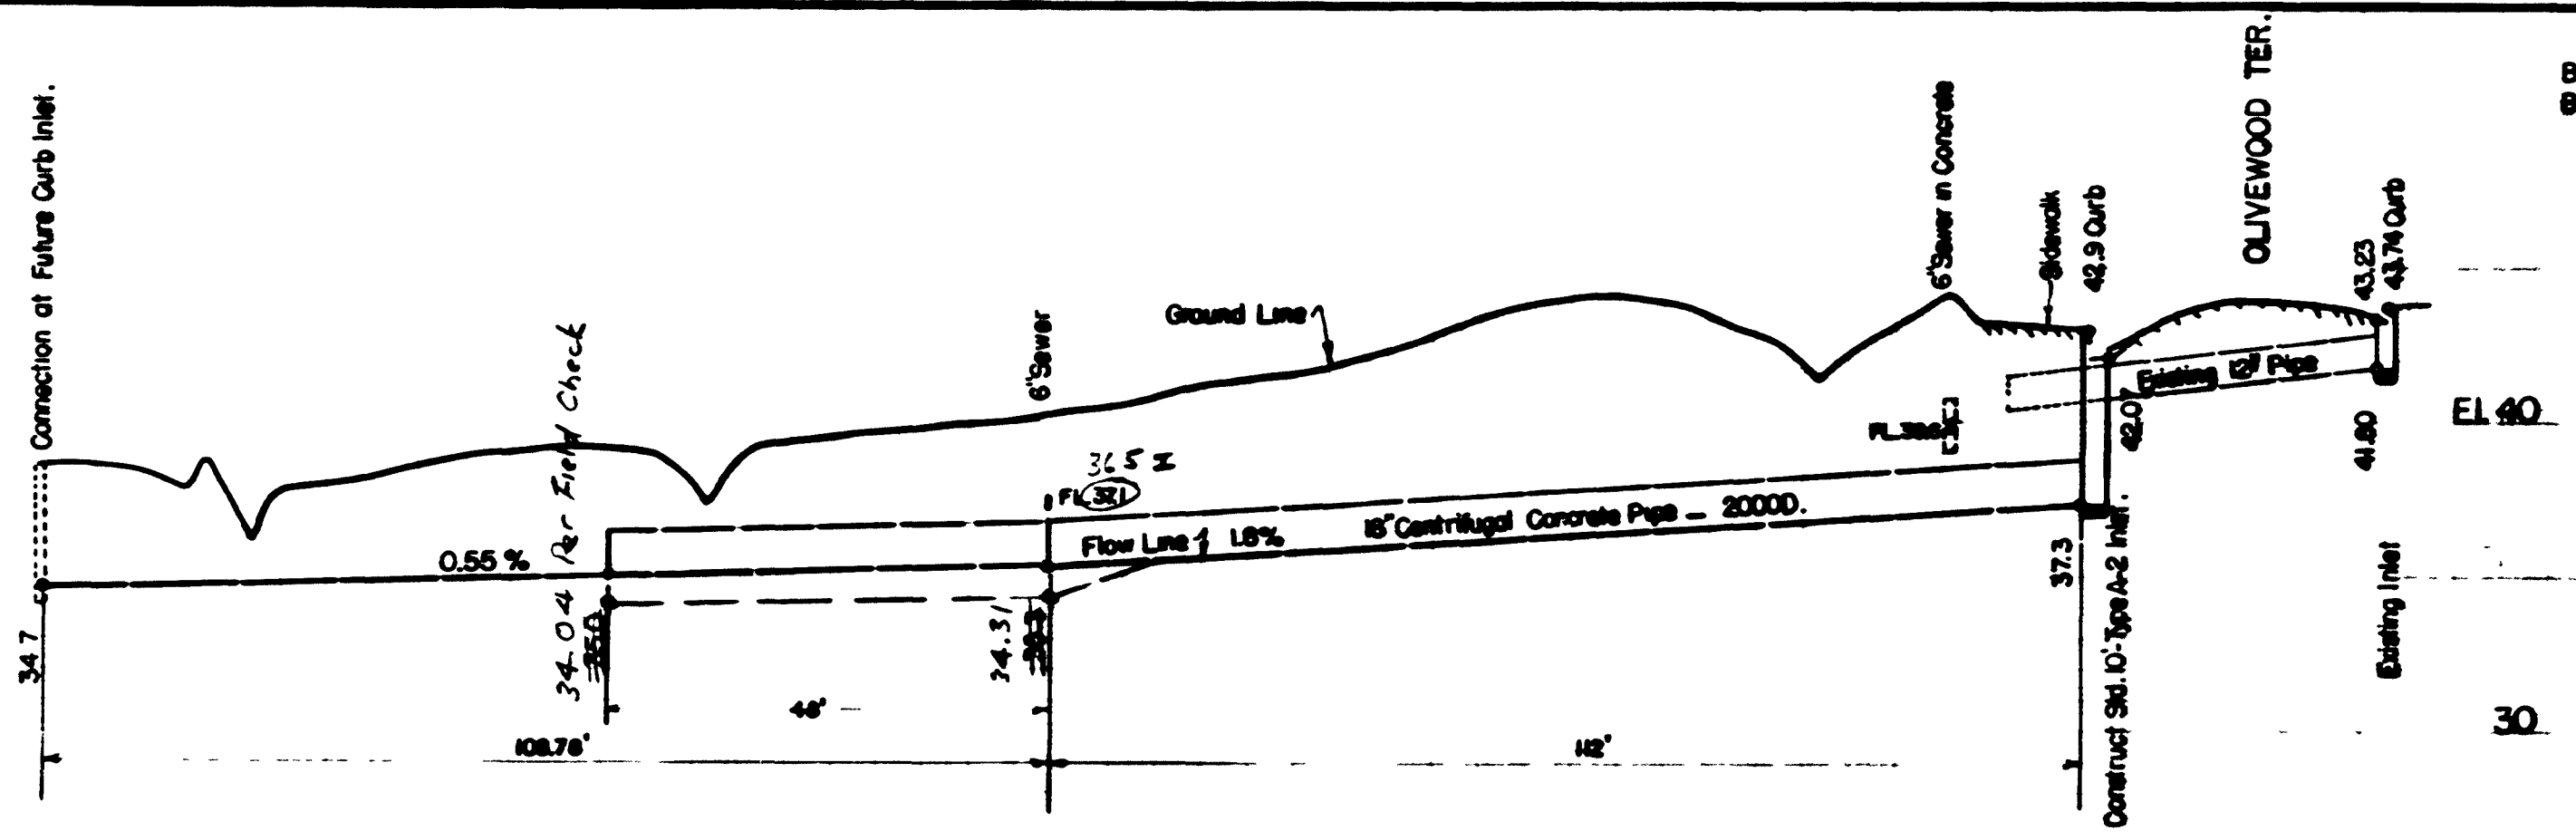 Connection at Future Curb Inlet.
34.04 Per Field Check
6"Sewer
Ground Line
6"Sewer in Concrete
Sidewalk
42.9 Curb
OLIVEWOOD TER.
43.23
43.74 Curb
Existing 12" Pipe
El. 40
42.07
41.80
36.5
FL.37.1
0.55 %
Flow Line
1.8%
18"Centrifugal Concrete Pipe - 2000D.
34.7
34.31
37.3
Construct Std. 10'-Type A-2 Inlet.
Existing Inlet
30
108.78'
112'